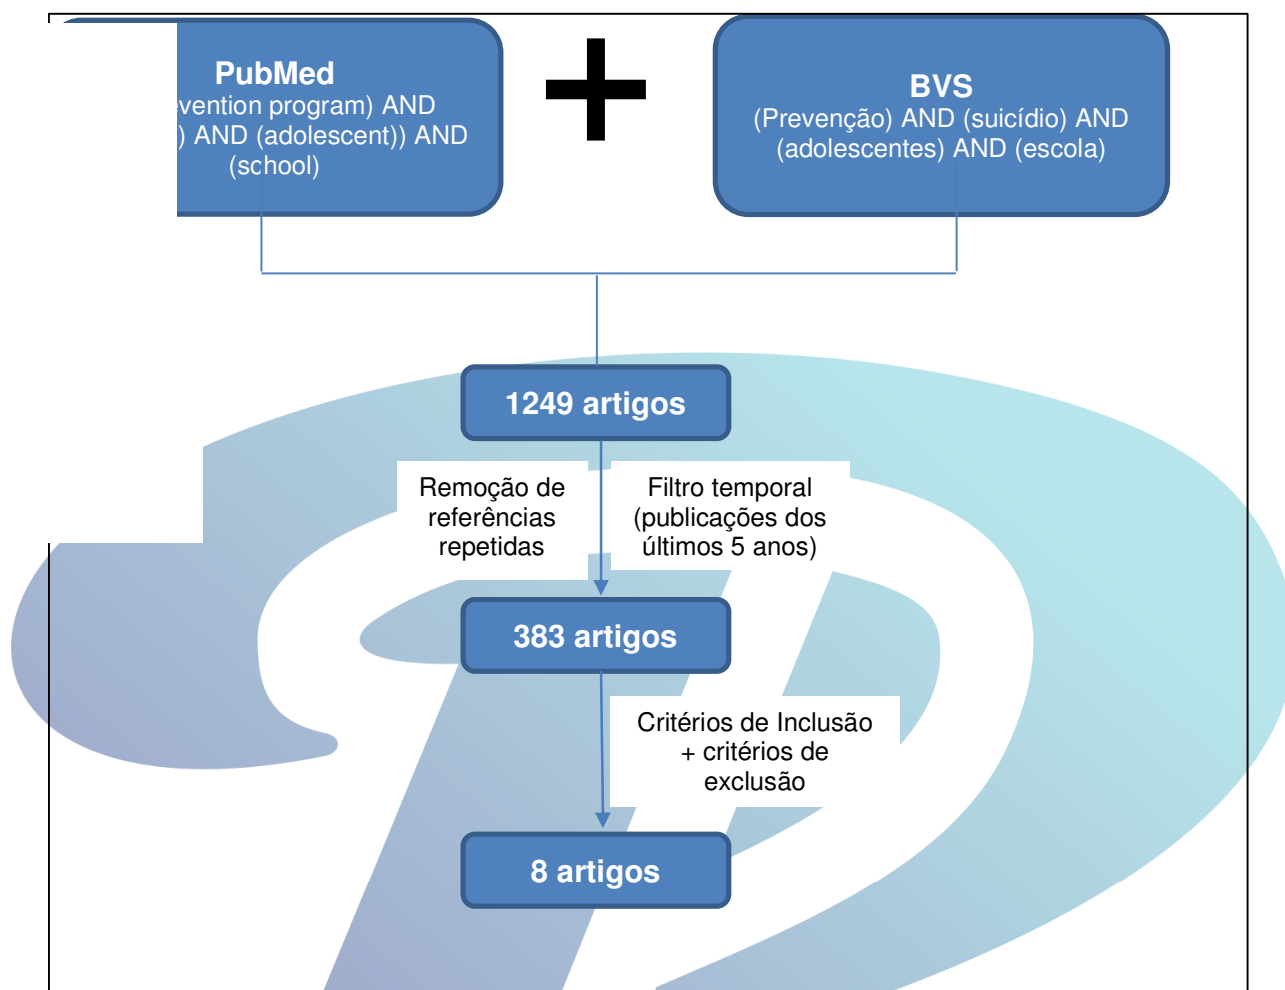 PubMed
program) AND
) AND (adolescent)) AND
(school)
BVS
(Prevenção) AND (suicídio) AND
(adolescentes) AND (escola)
1249 artigos
Remoção de
referências
repetidas
Filtro temporal
(publicações dos
últimos 5 anos)
383 artigos
Critérios de Inclusão
+ critérios de
exclusão
8 artigos